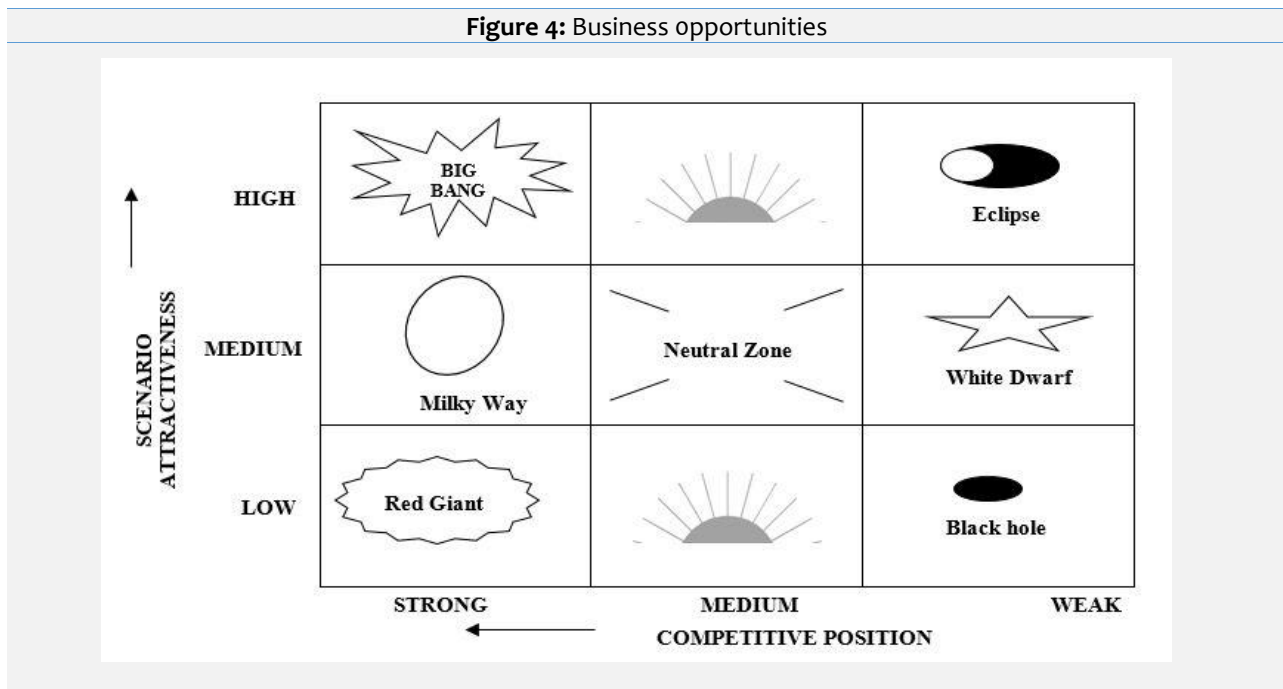 Figure 4: Business opportunities
BIG
BANG
HIGH
Eclipse
SCENARIO
ATTRACTIVENESS
MEDIUM
Milky Way
Neutral Zone
White Dwarf
LOW
Red Giant
Black hole
STRONG
MEDIUM
WEAK
COMPETITIVE POSITION